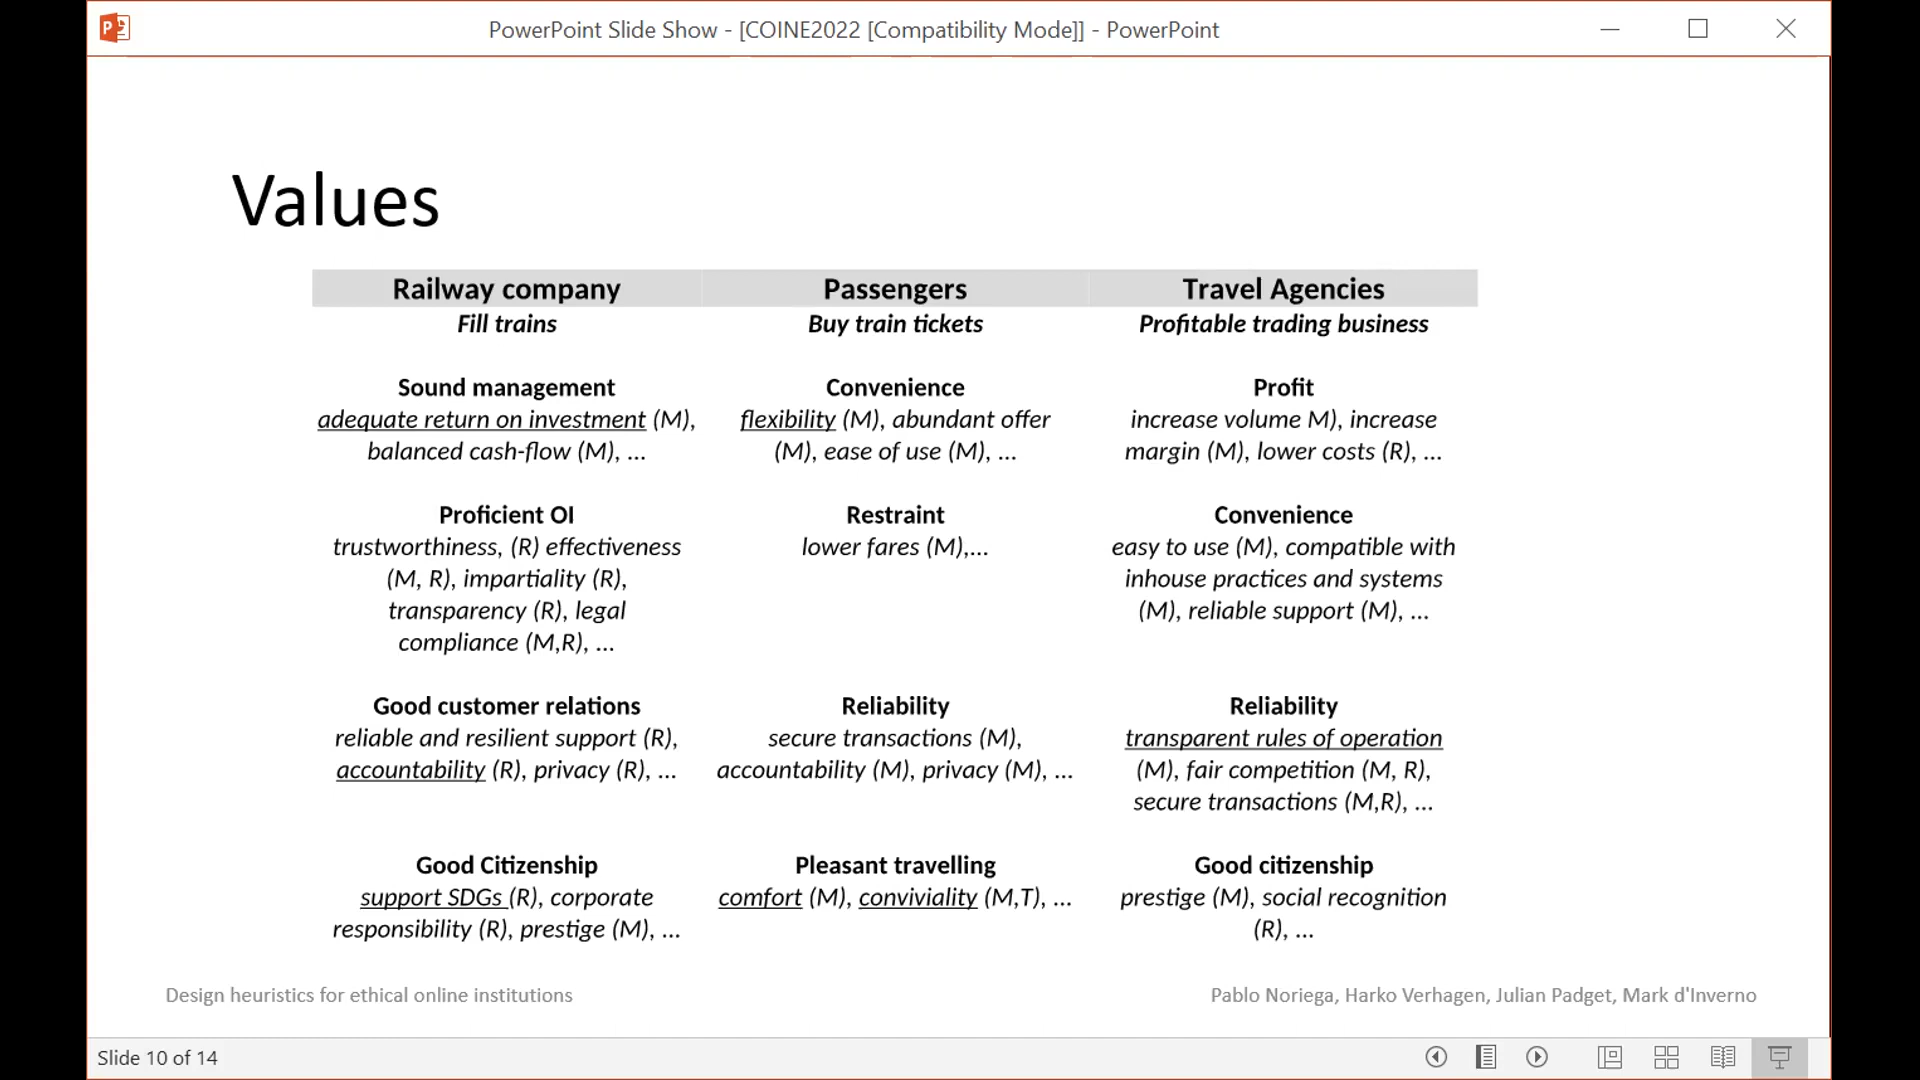 PowerPoint Slide Show - [COINE2022 [Compatibility Mode]] - PowerPoint
Values
Railway company
Fill trains
Sound management
adequate return on investment (M),
balanced cash-flow (M), ...
Proficient OI
trustworthiness, (R) effectiveness
(M, R), impartiality (R),
transparency (R), legal
compliance (M,R), ...
Good customer relations
reliable and resilient support (R),
accountability (R), privacy (R), ...
Good Citizenship
support SDGs (R), corporate
responsibility (R), prestige (M), ...
Passengers
Buy train tickets
Convenience
flexibility (M), abundant offer
(M), ease of use (M), ...
Restraint
lower fares (M),...
Reliability
secure transactions (M),
accountability (M), privacy (M), ...
Pleasant travelling
comfort (M), conviviality (M,T), ...
Travel Agencies
Profitable trading business
Profit
increase volume M), increase
margin (M), lower costs (R), ...
Convenience
easy to use (M), compatible with
inhouse practices and systems
(M), reliable support (M), ...
Reliability
transparent rules of operation
(M), fair competition (M, R),
secure transactions (M,R), ...
Good citizenship
prestige (M), social recognition
(R), ...
Design heuristics for ethical online institutions
Pablo Noriega, Harko Verhagen, Julian Padget, Mark d'Inverno
Slide 10 of 14